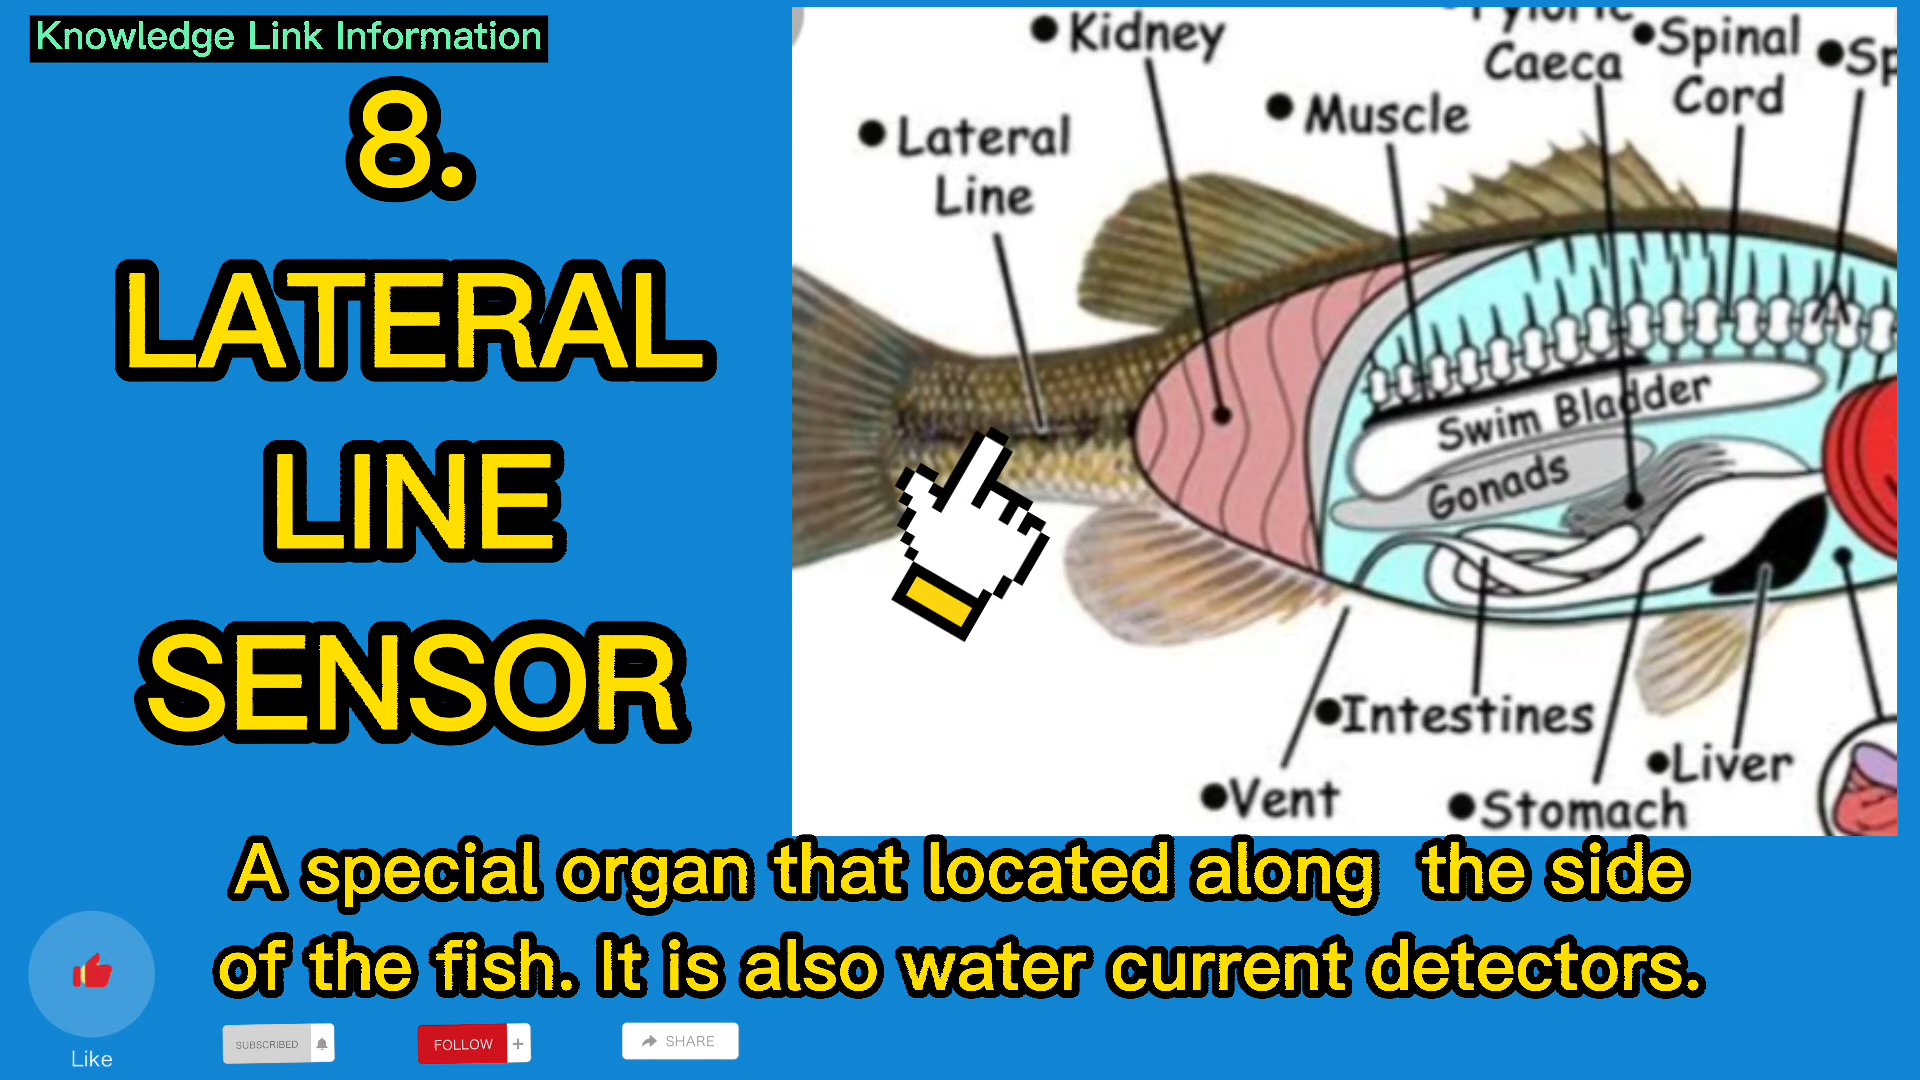 Knowledge Link Information
8.
LATERAL
LINE
SENSOR
Kidney
Caeca
Spinal
Cord
Muscle
Lateral
Line
Swim Bladder
Gonads
Intestines
Vent
Liver
Stomach
A special organ that located along the side
of the fish. It is also water current detectors.
Like
SUBSCRIBED
FOLLOW +
SHARE